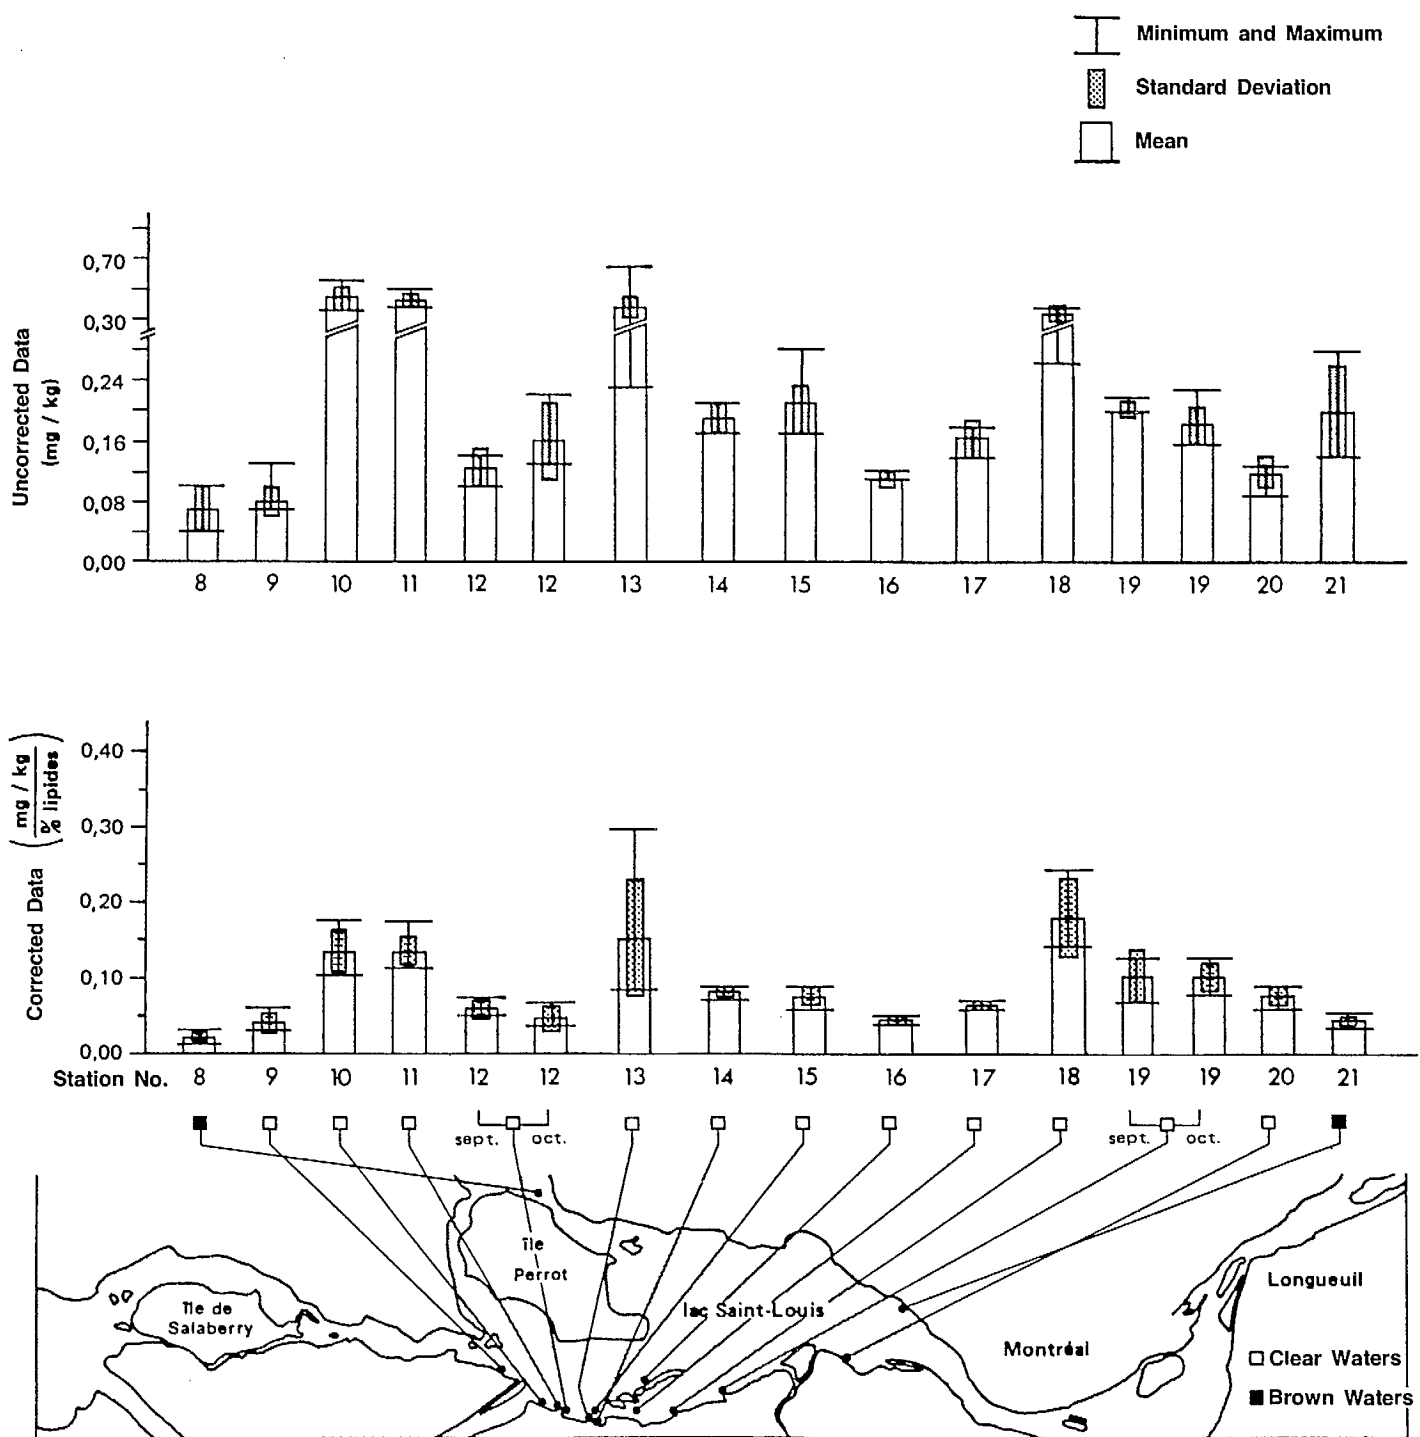 Minimum and Maximum
Standard Deviation
Mean
Uncorrected Data
(mg / kg)
0,70
0,30
0,24
0,16
0,08
0,00
8 9 10 11 12 12 13 14 15 16 17 18 19 19 20 21
Corrected Data (mg / kg / % lipides)
0,40
0,30
0,20
0,10
0,00
Station No. 8 9 10 11 12 12 13 14 15 16 17 18 19 19 20 21
sept. oct. sept. oct.
île
Perrot
île de
Salaberry
lac Saint-Louis
Longueuil
Montréal
Clear Waters
Brown Waters